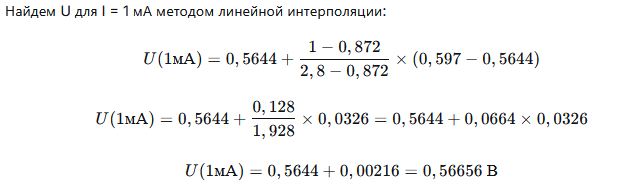 Найдем U для I = 1 мА методом линейной интерполяции:
U(1мА) = 0,5644 + \frac{1 − 0,872}{2,8 − 0,872} × (0,597 − 0,5644)
U(1мА) = 0,5644 + \frac{0,128}{1,928} × 0,0326 = 0,5644 + 0,0664 × 0,0326
U(1мА) = 0,5644 + 0,00216 = 0,56656 В